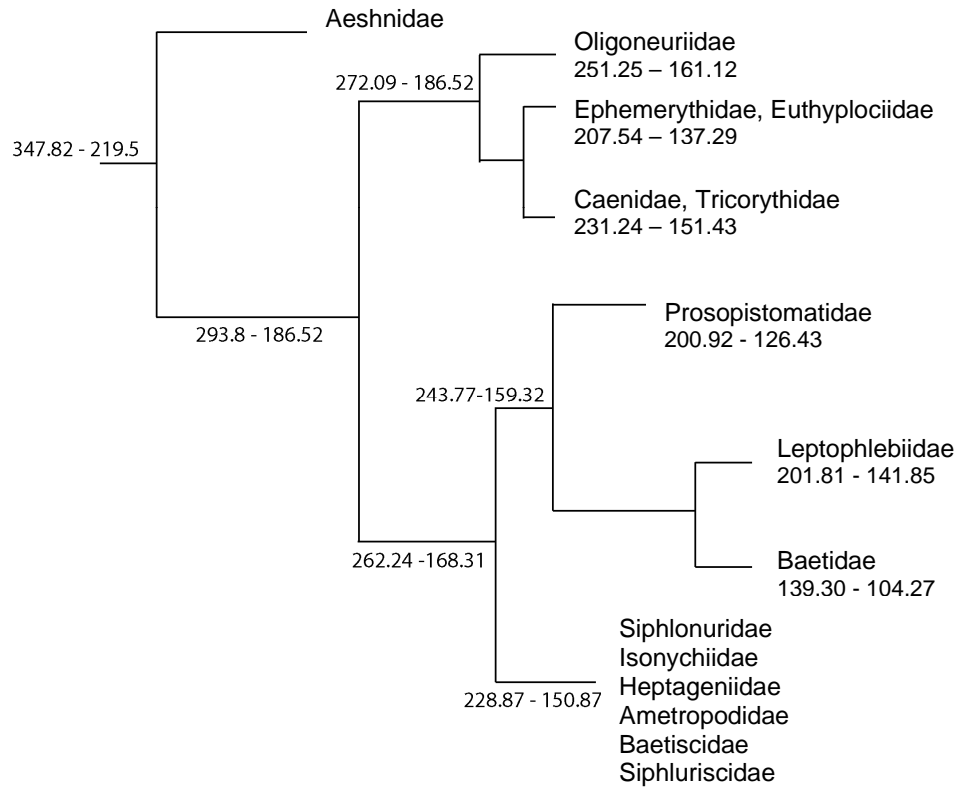 Aeshnidae
Oligoneuriidae
251.25 – 161.12
272.09 - 186.52
Ephemerythidae, Euthyplociidae
207.54 – 137.29
347.82 - 219.5
Caenidae, Tricorythidae
231.24 – 151.43
Prosopistomatidae
200.92 - 126.43
293.8 - 186.52
243.77-159.32
Leptophlebiidae
201.81 - 141.85
262.24 -168.31
Baetidae
139.30 - 104.27
Siphlonuridae
Isonychiidae
Heptageniidae
228.87 - 150.87
Ametropodidae
Baetiscidae
Siphluriscidae